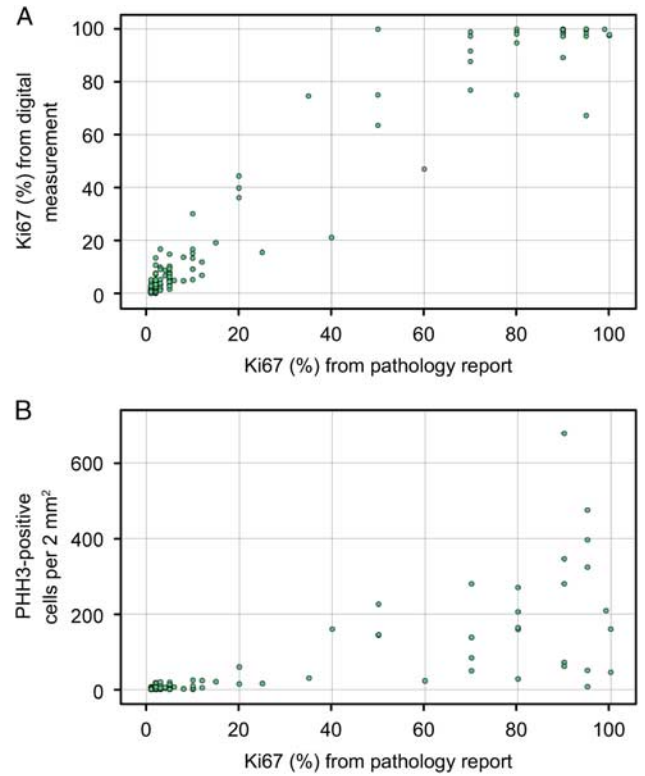 A
Ki67 (%) from digital
measurement
100
80
60
40
20
0
0 20 40 60 80 100
Ki67 (%) from pathology report
B
PHH3-positive
cells per 2 mm²
600
400
200
0
0 20 40 60 80 100
Ki67 (%) from pathology report